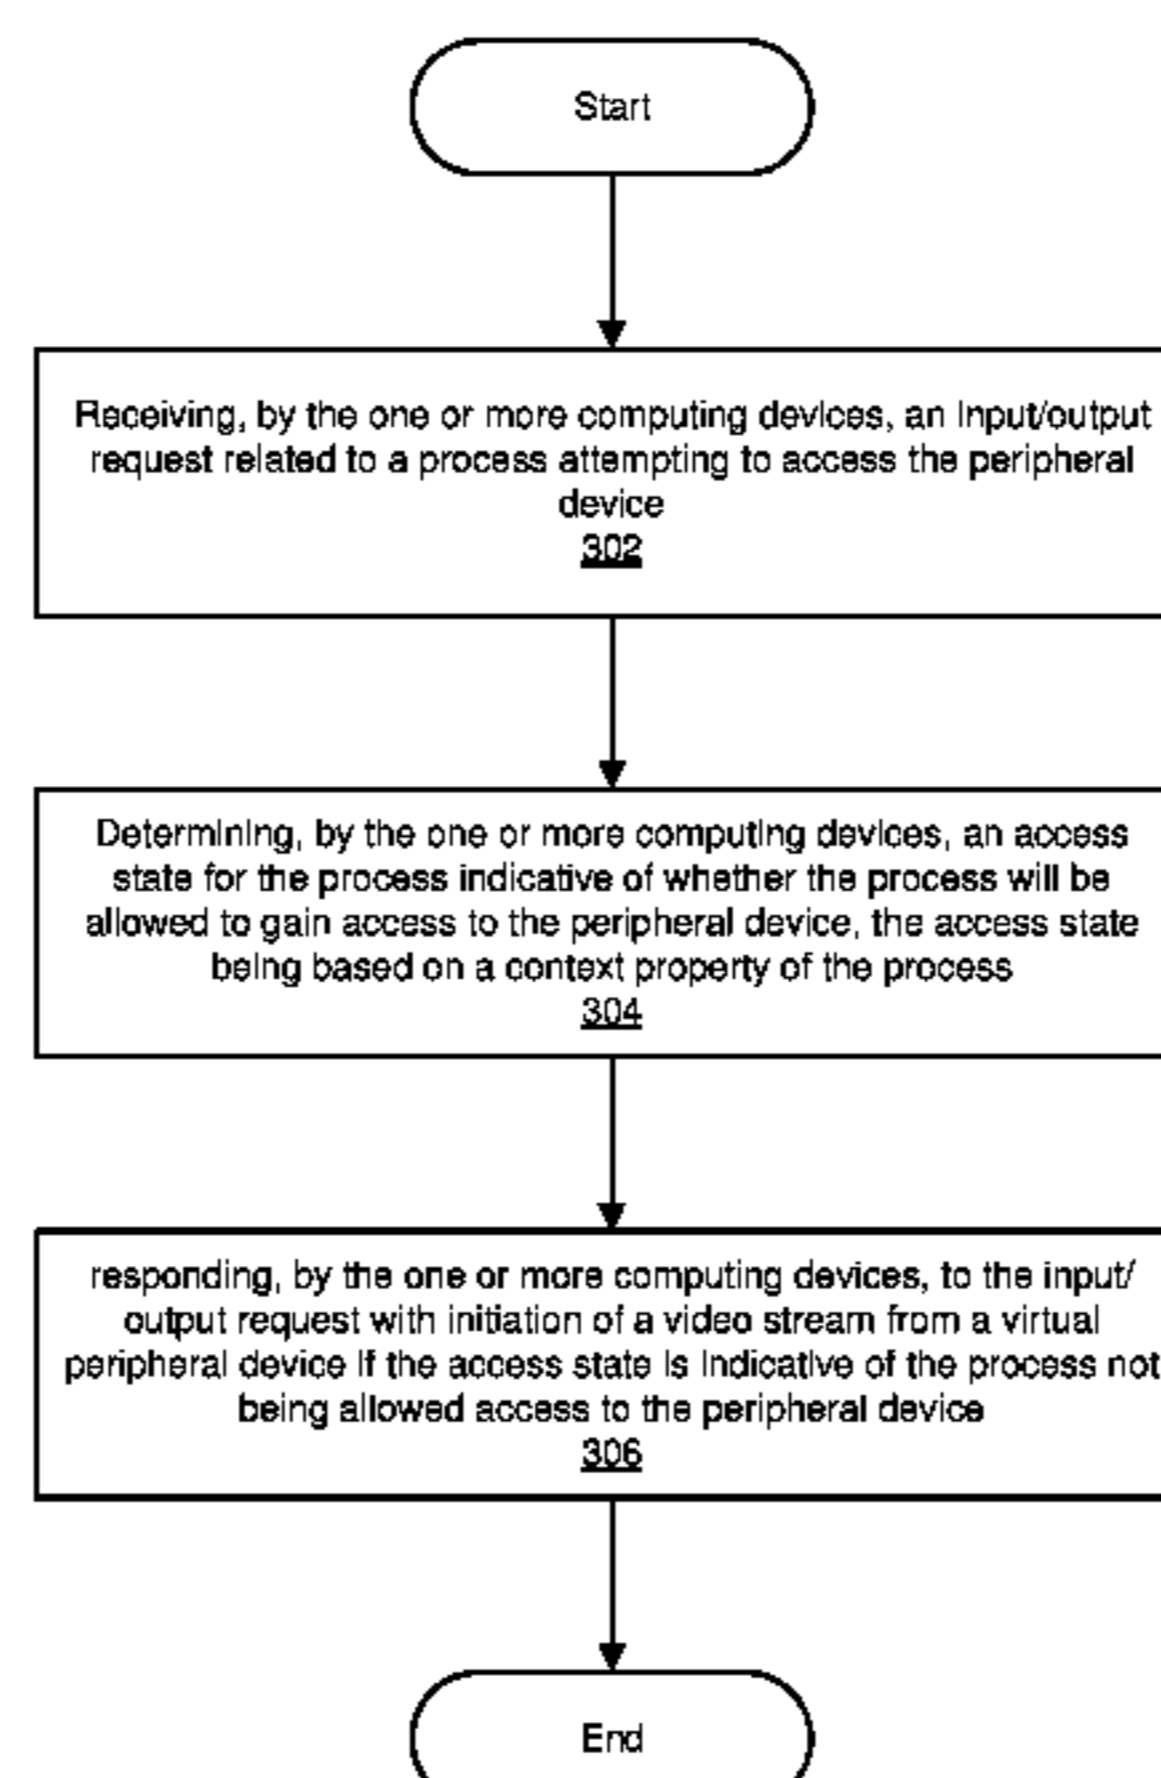 Start
Receiving, by the one or more computing devices, an input/output
request related to a process attempting to access the peripheral
device
302
Determining, by the one or more computing devices, an access
state for the process indicative of whether the process will be
allowed to gain access to the peripheral device, the access state
being based on a context property of the process
304
responding, by the one or more computing devices, to the input/
output request with initiation of a video stream from a virtual
peripheral device if the access state is indicative of the process not
being allowed access to the peripheral device
306
End